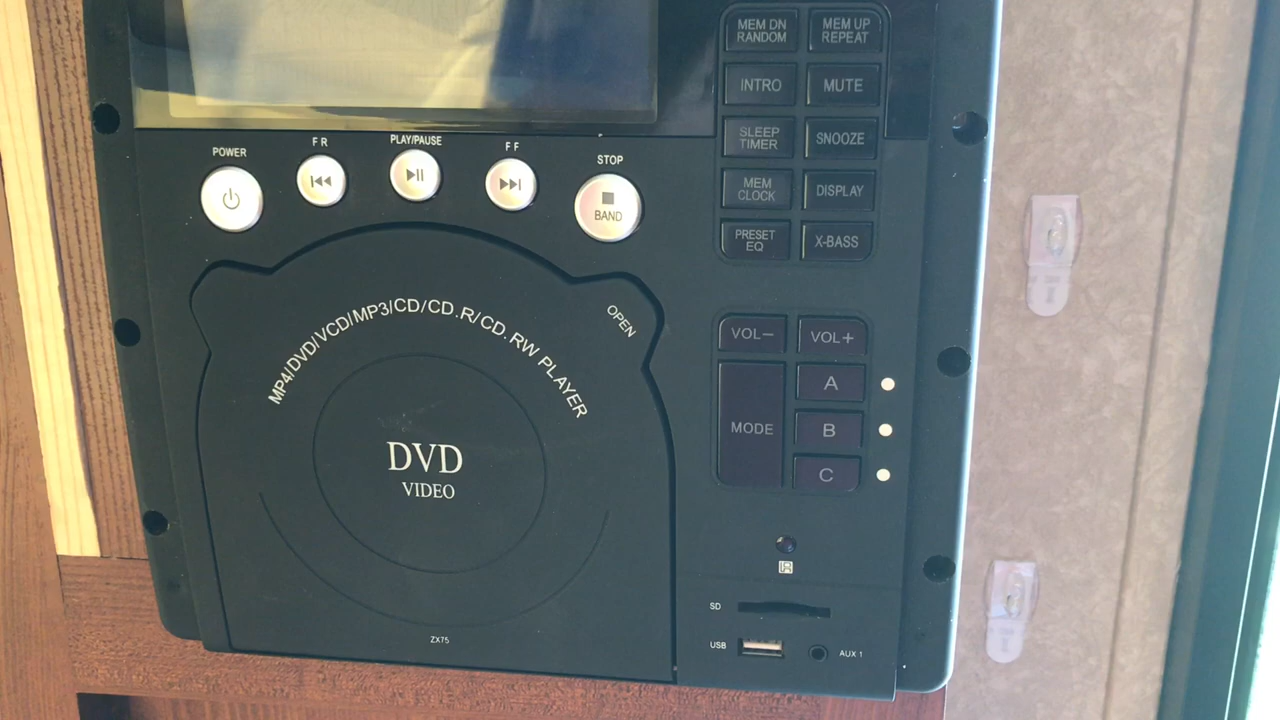 MEM DN
RANDOM
MEM UP
REPEAT
INTRO
MUTE
POWER
F R
PLAY/PAUSE
F F
STOP
BAND
SLEEP
TIMER
SNOOZE
MEM
CLOCK
DISPLAY
PRESET
EQ
X-BASS
OPEN
MP4/DVD/VCD/MP3/CD/CD.R/CD.RW PLAYER
DVD
VIDEO
VOL−
VOL+
MODE
A
B
C
IR
SD
USB
AUX 1
ZX75